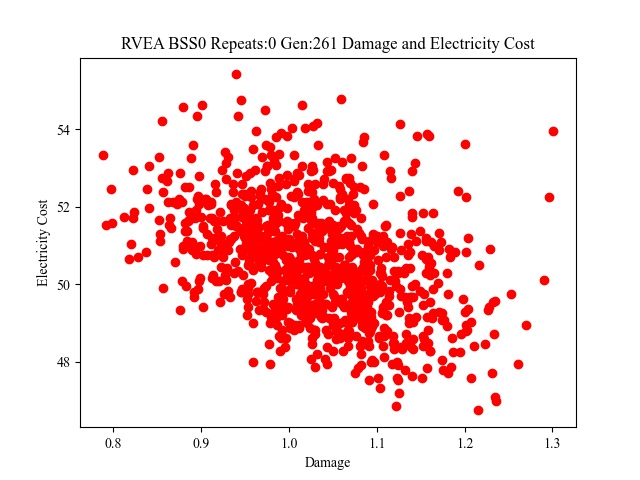 RVEA BSS0 Repeats:0 Gen:261 Damage and Electricity Cost
54
52
50
48
Electricity Cost
0.8 0.9 1.0 1.1 1.2 1.3
Damage